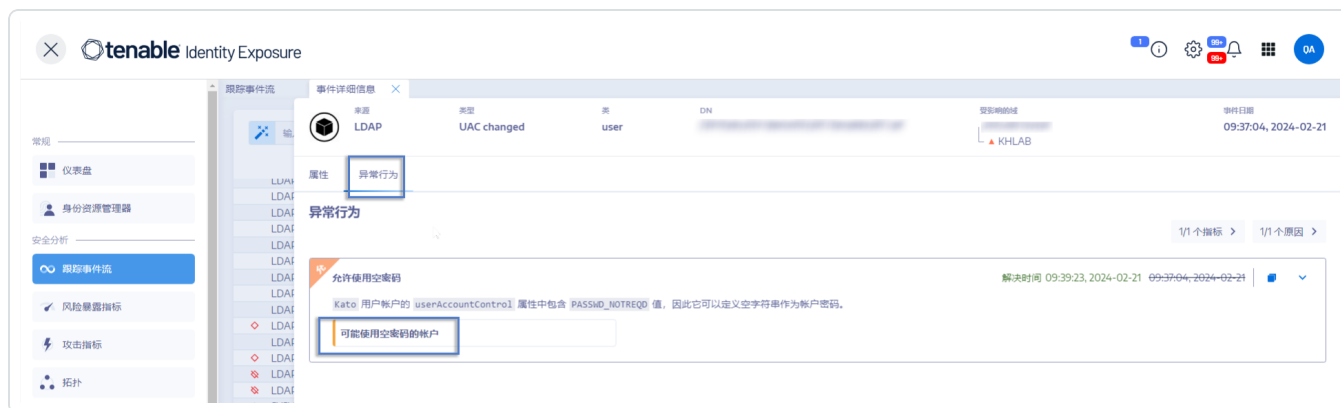 tenable Identity Exposure
1
99+
99+
QA
跟踪事件流
事件详细信息
来源
LDAP
类型
UAC changed
类
user
DN
受影响的域
KHLAB
事件日期
09:37:04, 2024-02-21
常规
仪表盘
身份资源管理器
安全分析
跟踪事件流
风险暴露指标
攻击指标
拓扑
输
LDAP
LDAP
LDAP
LDAP
LDAP
LDAP
LDAP
LDAP
LDAP
LDAP
LDAP
LDAP
LDAP
属性
异常行为
异常行为
1/1 个指标
1/1 个原因
允许使用空密码
解决时间 09:39:23, 2024-02-21 09:37:04, 2024-02-21
Kato 用户帐户的 userAccountControl 属性中包含 PASSWD_NOTREQD 值，因此它可以定义空字符串作为帐户密码。
可能使用空密码的帐户